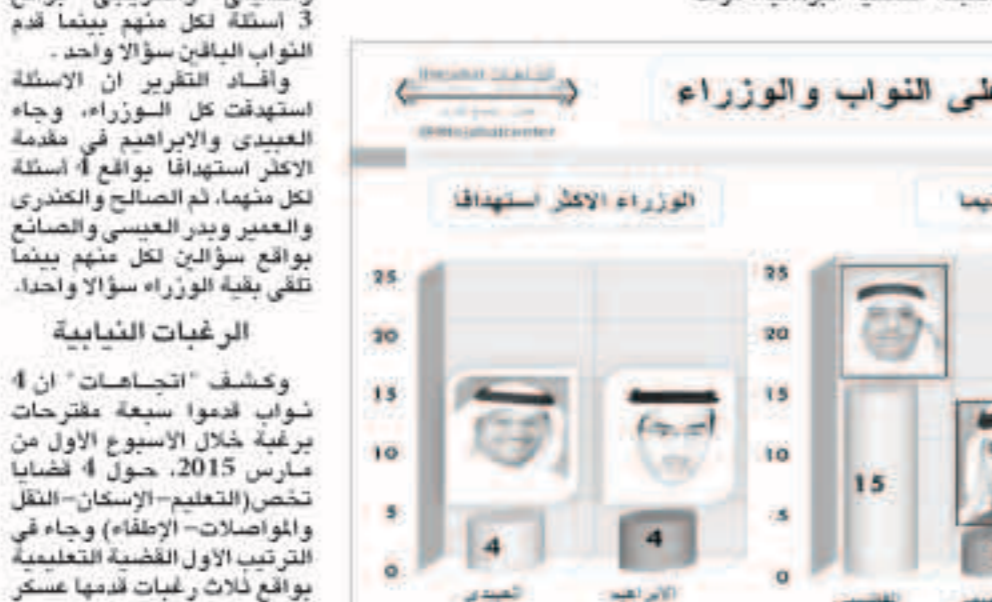 3 أسئلة لكل منهم بينما قدم
النواب الباقين سؤالا واحد .
وأفاد التقرير ان الاسئلة
استهدفت كل الوزراء، وجاء
العبيدى والابراهيم في مقدمة
الاكثر استهدافا بواقع 4 أسئلة
لكل منهما، ثم الصالح والكندرى
والعمير وبدر العيسى والصانع
بواقع سؤالين لكل منهم بينما
تلقى بقية الوزراء سؤالا واحدا.
الرغبات النيابية
وكشف "اتجاهات" ان 4
نواب قدموا سبعة مقترحات
برغبة خلال الاسبوع الاول من
مارس 2015، حول 4 قضايا
تخص(التعليم-الإسكان-النقل
والمواصلات- الإطفاء) وجاء في
الترتيب الاول القضية التعليمية
بواقع ثلاث رغبات قدمها عسكر
على النواب والوزراء
الوزراء الاكثر استهدافا
25
20
15
10
5
0
4
4
العبيدى
الابراهيم
25
20
15
10
5
0
15